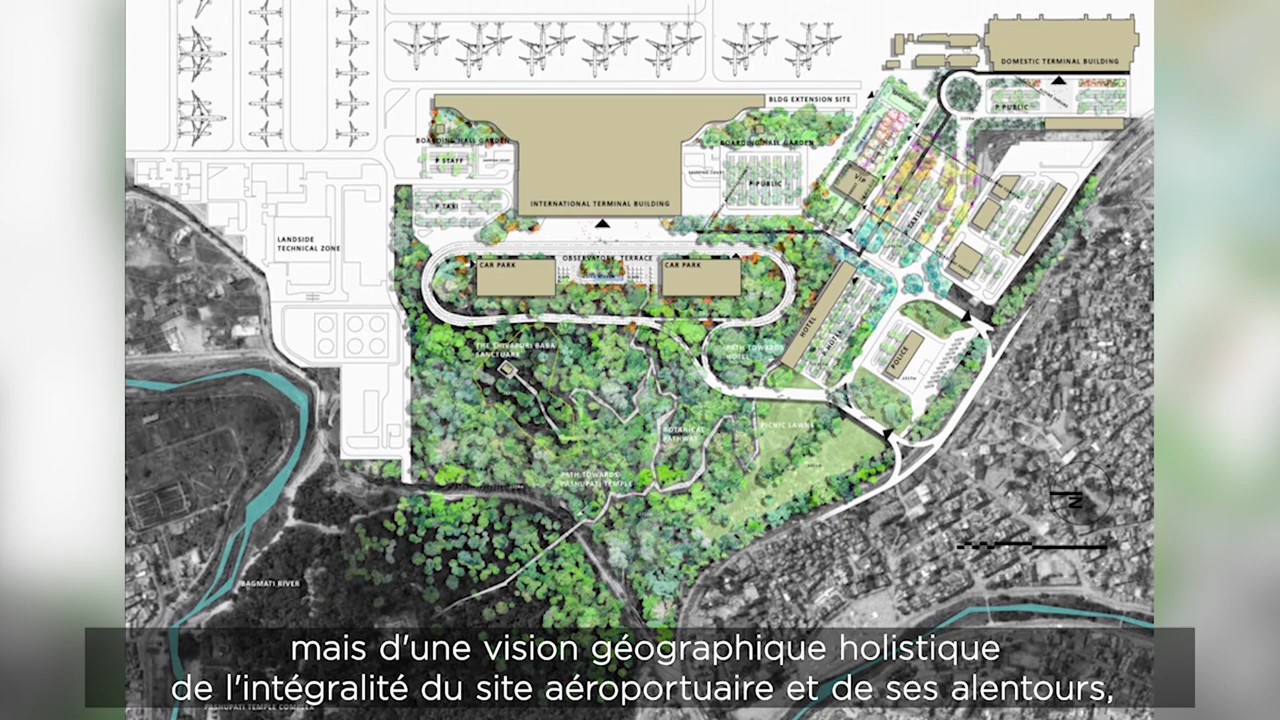 DOMESTIC TERMINAL BUILDING
BLDG EXTENSION SITE
P PUBLIC
BOARDING HALL GARDEN
BOARDING HALL GARDEN
P STAFF
P PUBLIC
VIP
P TAXI
INTERNATIONAL TERMINAL BUILDING
LANDSIDE
TECHNICAL ZONE
OBSERVATORY TERRACE
CAR PARK
CAR PARK
HOTEL
P HOTEL
POLICE
THE SHIVAPURI BABA
SANCTUARY
PATH TOWARDS
HOTEL
BOTANICAL
PATHWAY
PICNIC LAWNS
PATH TOWARDS
PASHUPATI TEMPLE
N
BAGMATI RIVER
mais d'une vision géographique holistique
de l'intégralité du site aéroportuaire et de ses alentours,
PASHUPATI TEMPLE COMPLEX